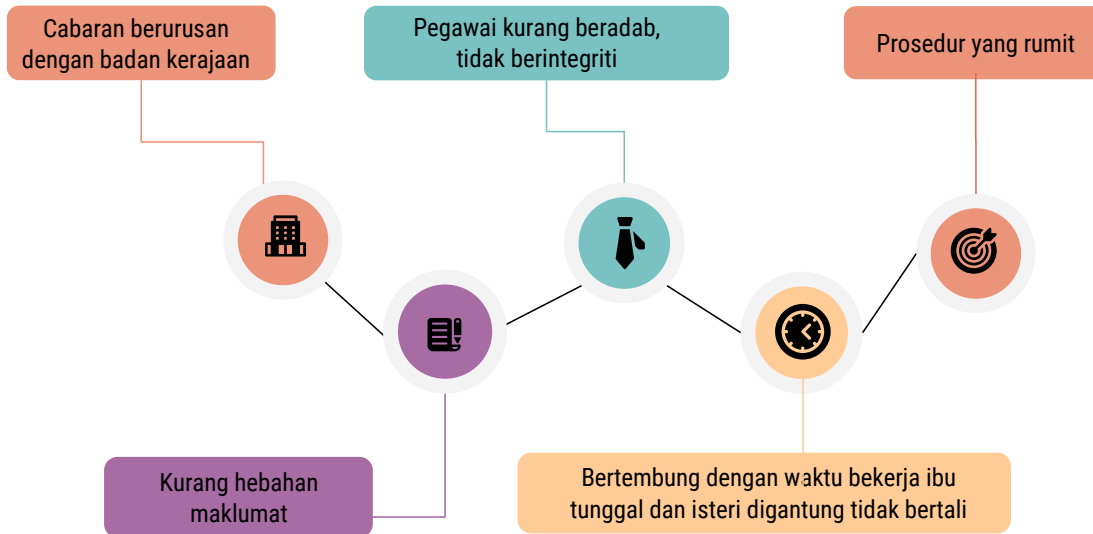 Cabaran berurusan
dengan badan kerajaan
Pegawai kurang beradab,
tidak berintegriti
Prosedur yang rumit
Kurang hebahan
maklumat
Bertembung dengan waktu bekerja ibu
tunggal dan isteri digantung tidak bertali